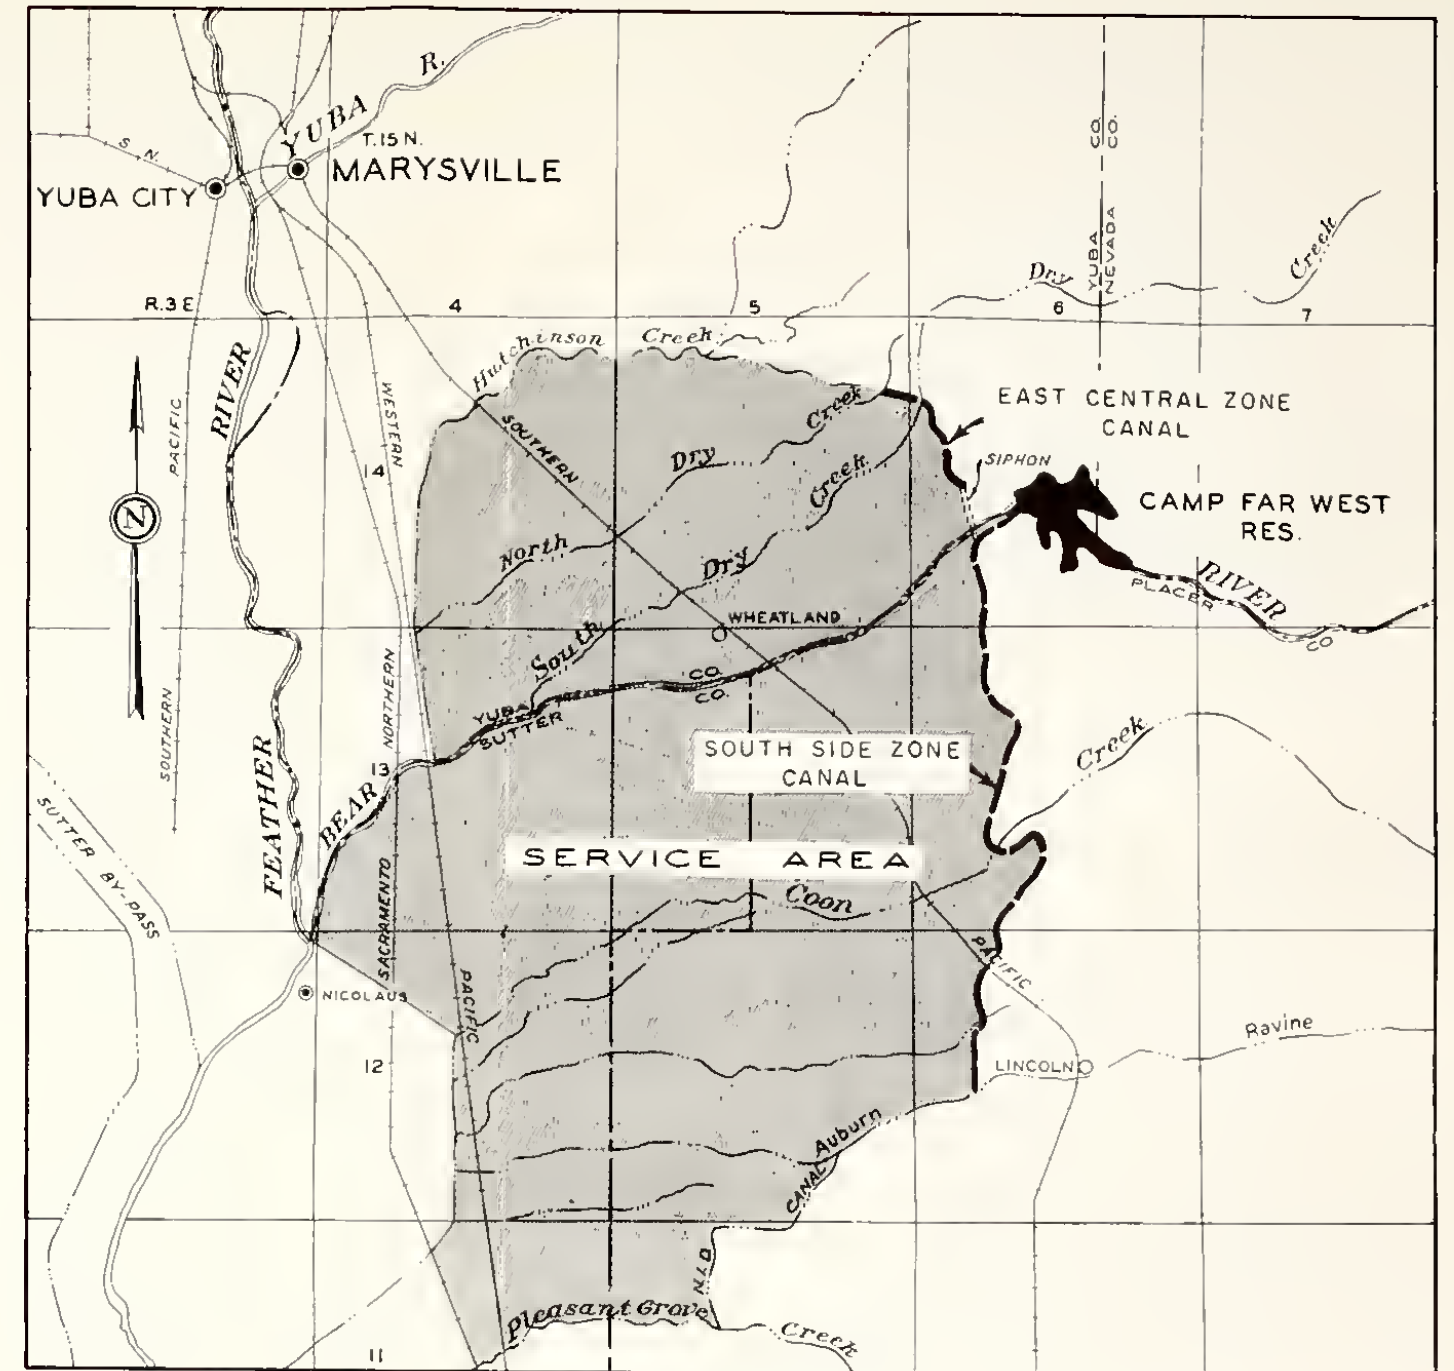 YUBA R.
T.15 N.
S. N.
MARYSVILLE
YUBA CITY
YUBA CO.
NEVADA CO.
Dry Creek
R.3 E
4
5
6
7
Hutchinson Creek
RIVER
PACIFIC
WESTERN
SOUTHERN
EAST CENTRAL ZONE
CANAL
SIPHON
CAMP FAR WEST
RES.
14
N
North Dry Creek
South Dry Creek
WHEATLAND
RIVER
PLACER CO
CO.
CO.
YUBA
SUTTER
NORTHERN
SOUTHERN
SOUTH SIDE ZONE
CANAL
Creek
13
FEATHER
BEAR
SERVICE AREA
SUTTER BY-PASS
SACRAMENTO
Coon
PACIFIC
PACIFIC
NICOLAUS
Ravine
12
LINCOLN
Auburn
CANAL
N.I.D
Pleasant Grove Creek
11